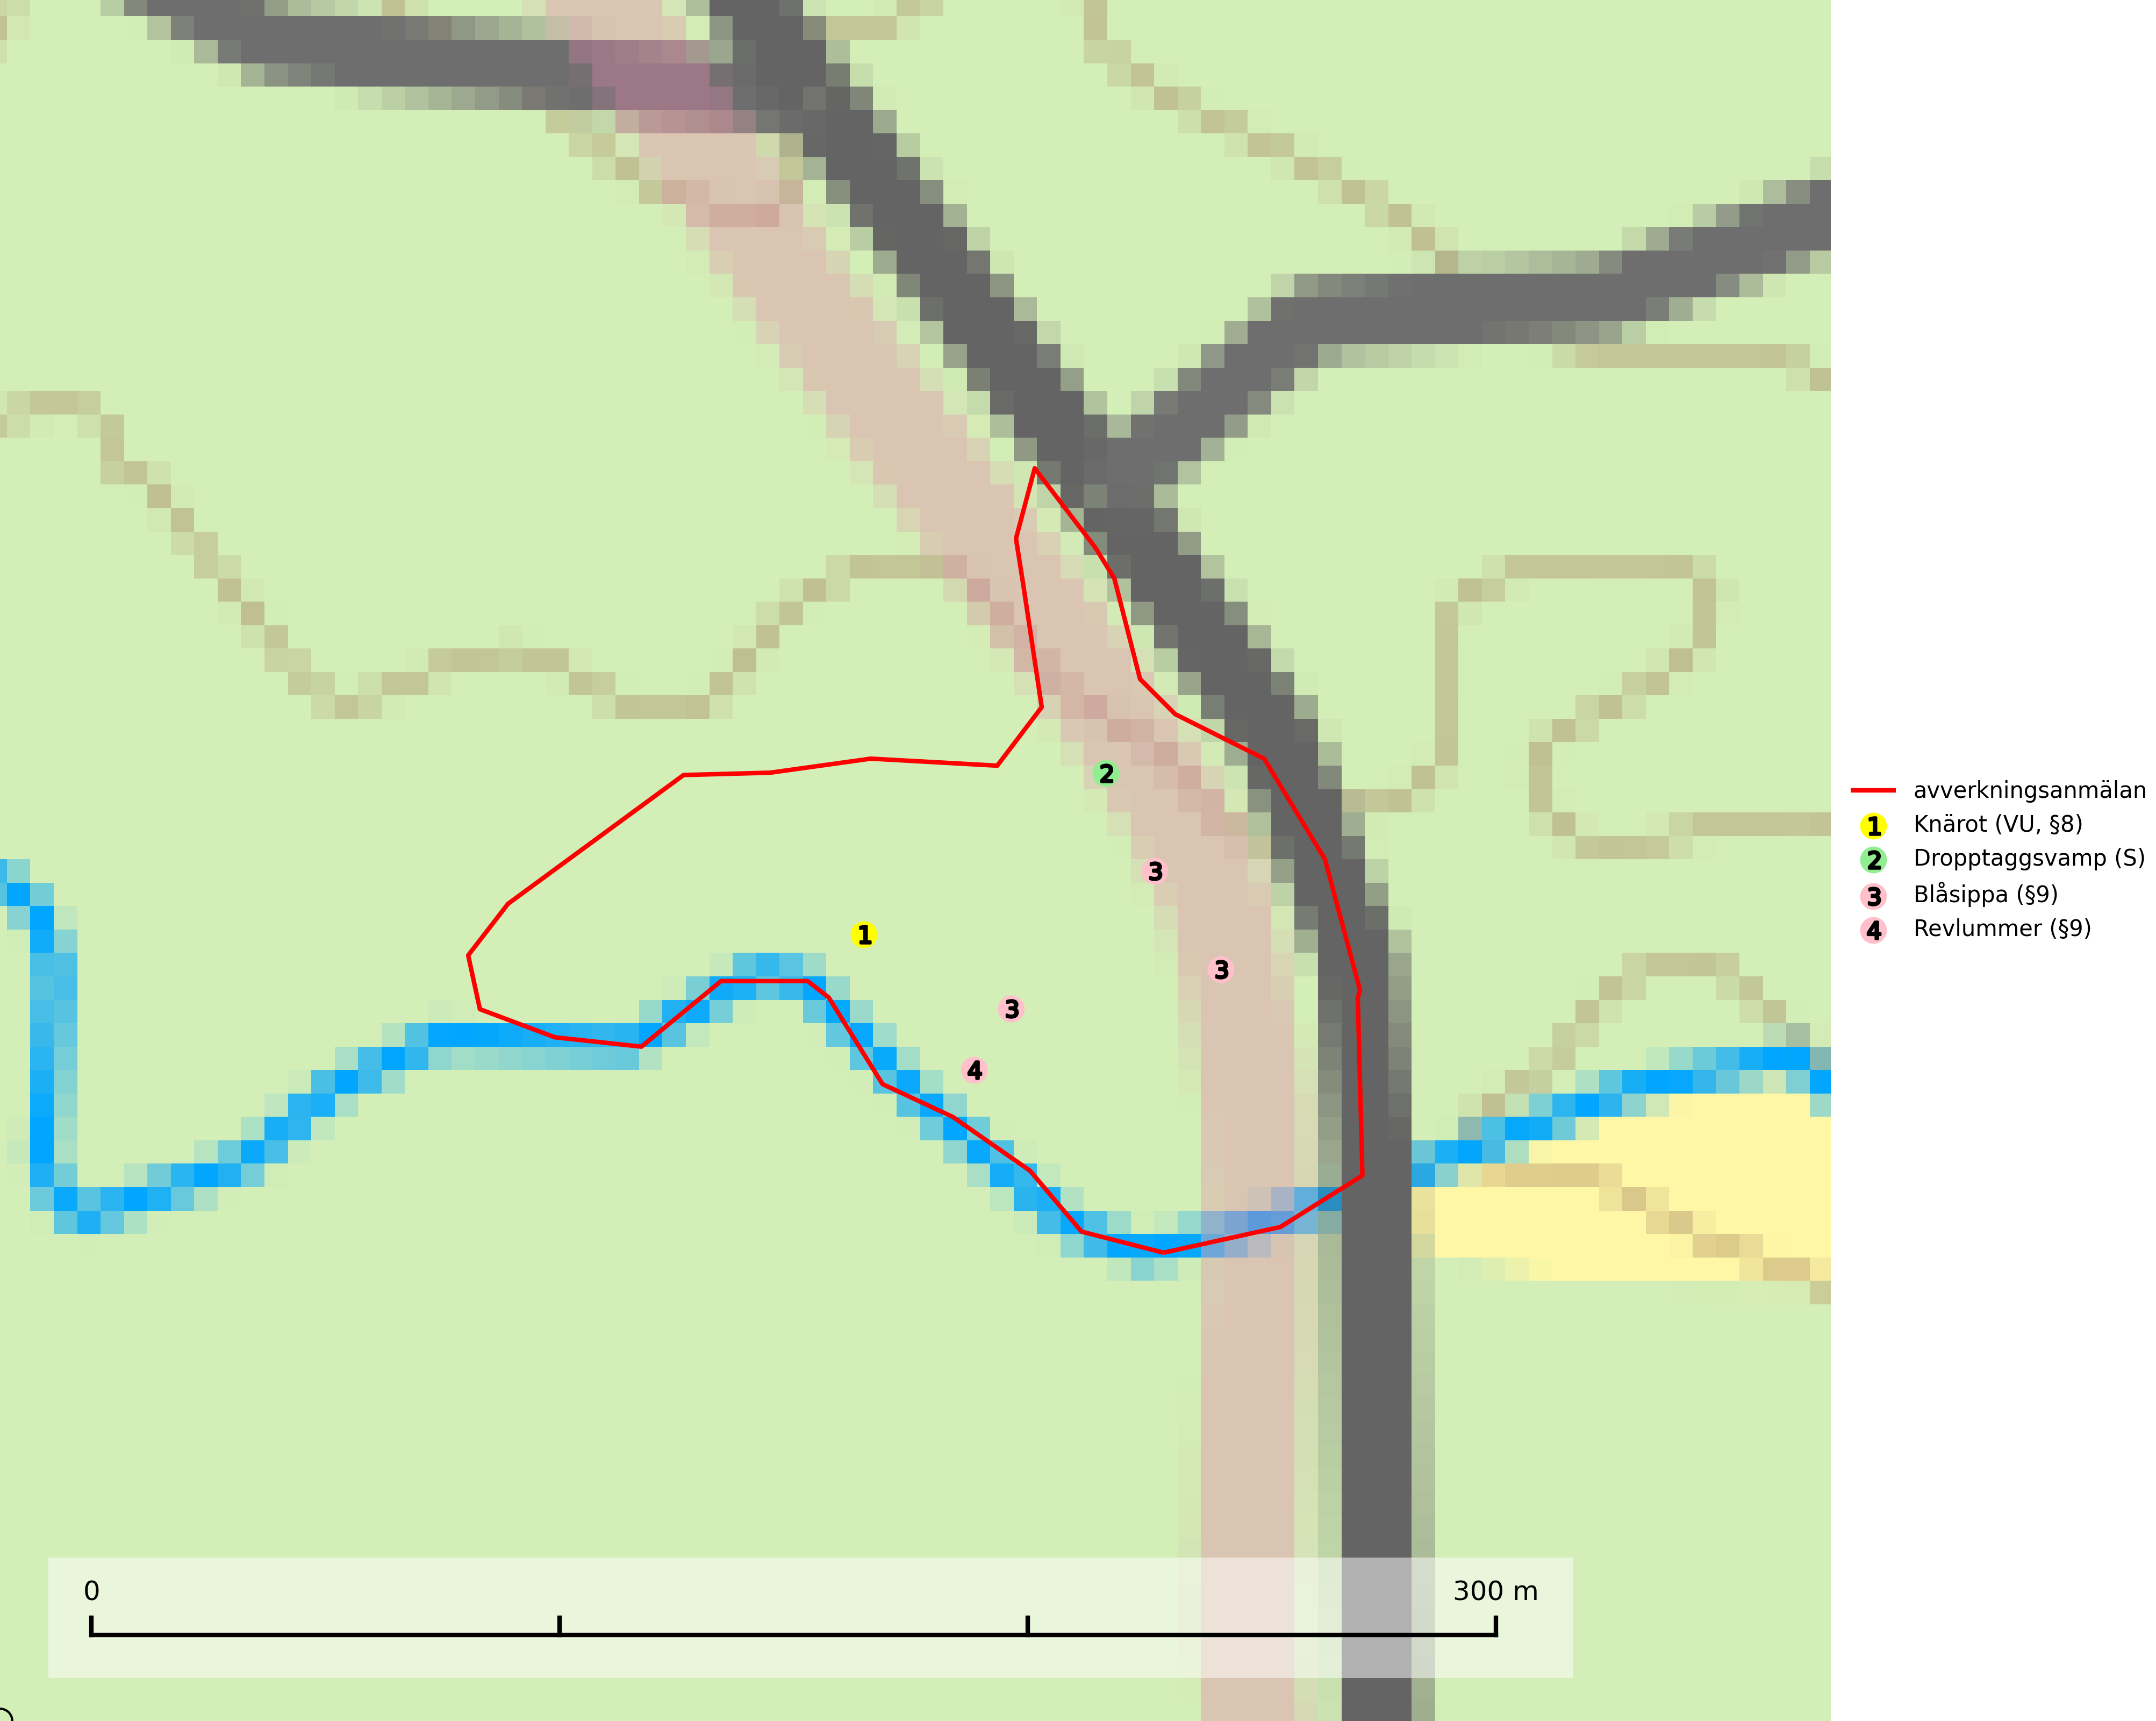 2
3
1
3
3
4
avverkningsanmälan
1 Knärot (VU, §8)
2 Dropptaggsvamp (S)
3 Blåsippa (§9)
4 Revlummer (§9)
0 300 m